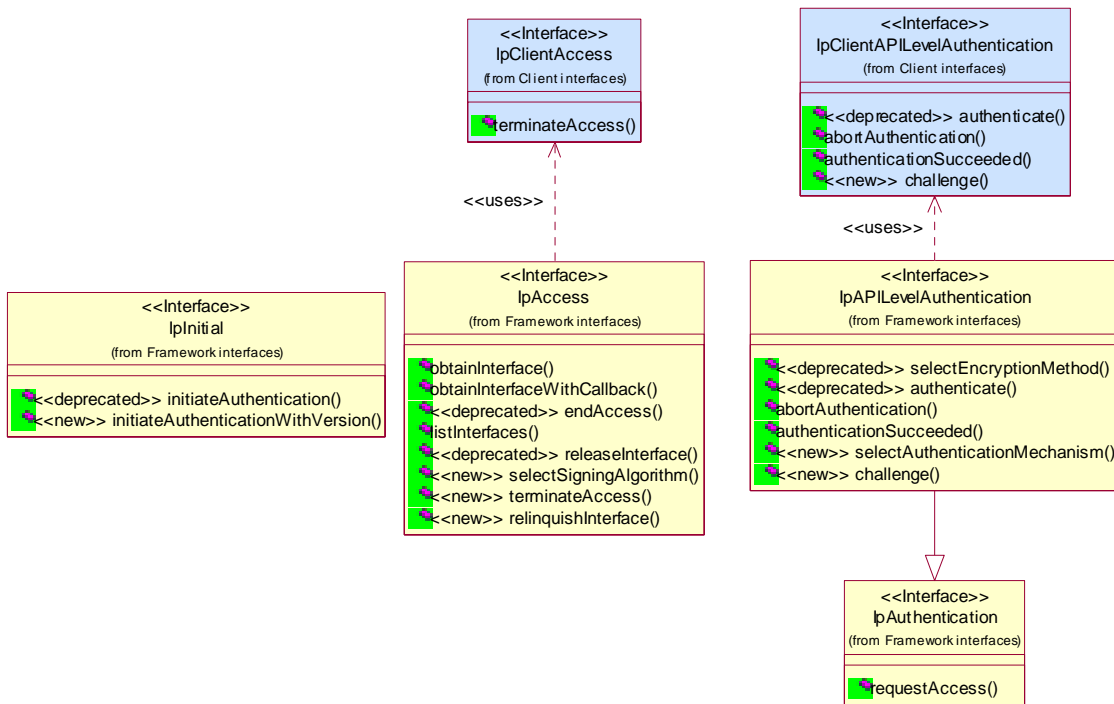 <<Interface>>
IpClientAccess
(from Client interfaces)
terminateAccess()
<<Interface>>
IpClientAPILevelAuthentication
(from Client interfaces)
<<deprecated>> authenticate()
abortAuthentication()
authenticationSucceeded()
<<new>> challenge()
<<uses>>
<<uses>>
<<Interface>>
IpInitial
(from Framework interfaces)
<<deprecated>> initiateAuthentication()
<<new>> initiateAuthenticationWithVersion()
<<Interface>>
IpAccess
(from Framework interfaces)
obtainInterface()
obtainInterfaceWithCallback()
<<deprecated>> endAccess()
listInterfaces()
<<deprecated>> releaseInterface()
<<new>> selectSigningAlgorithm()
<<new>> terminateAccess()
<<new>> relinquishInterface()
<<Interface>>
IpAPILevelAuthentication
(from Framework interfaces)
<<deprecated>> selectEncryptionMethod()
<<deprecated>> authenticate()
abortAuthentication()
authenticationSucceeded()
<<new>> selectAuthenticationMechanism()
<<new>> challenge()
<<Interface>>
IpAuthentication
(from Framework interfaces)
requestAccess()